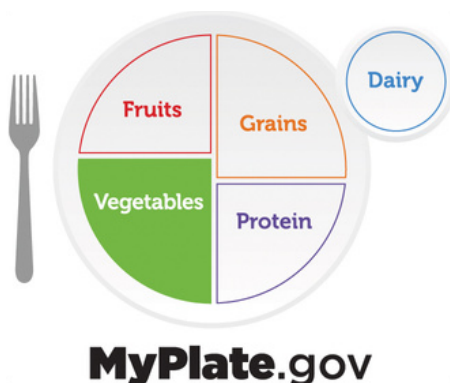 Dairy
Fruits
Grains
Vegetables
Protein
MyPlate.gov